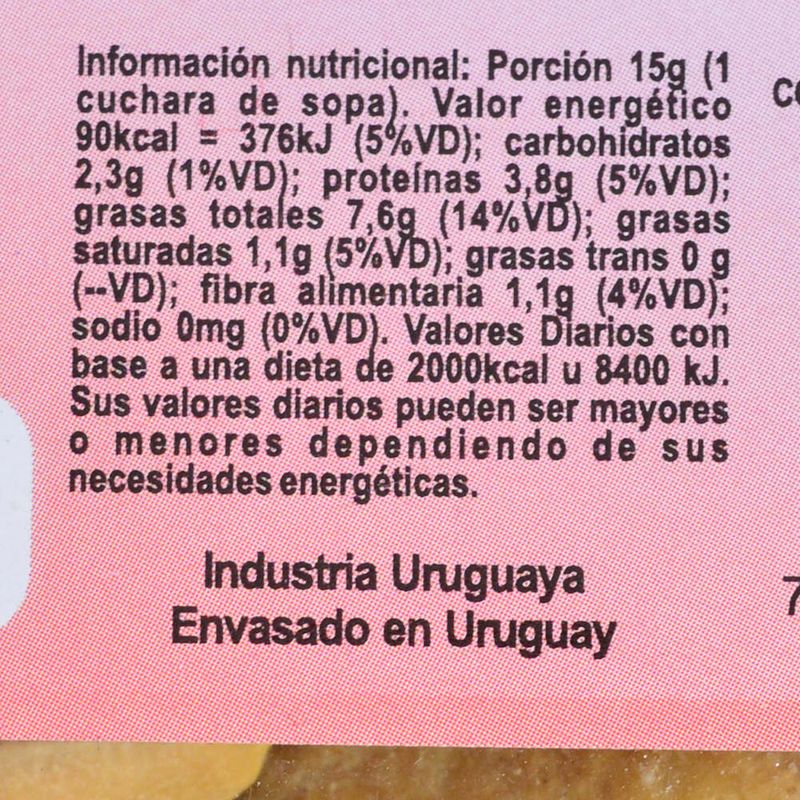 Información nutricional: Porción 15g (1
cuchara de sopa). Valor energético
90kcal = 376kJ (5%VD); carbohidratos
2,3g (1%VD); proteínas 3,8g (5%VD);
grasas totales 7,6g (14%VD); grasas
saturadas 1,1g (5%VD); grasas trans 0 g
(--VD); fibra alimentaria 1,1g (4%VD);
sodio 0mg (0%VD). Valores Diarios con
base a una dieta de 2000kcal u 8400 kJ.
Sus valores diarios pueden ser mayores
o menores dependiendo de sus
necesidades energéticas.
Industria Uruguaya
Envasado en Uruguay